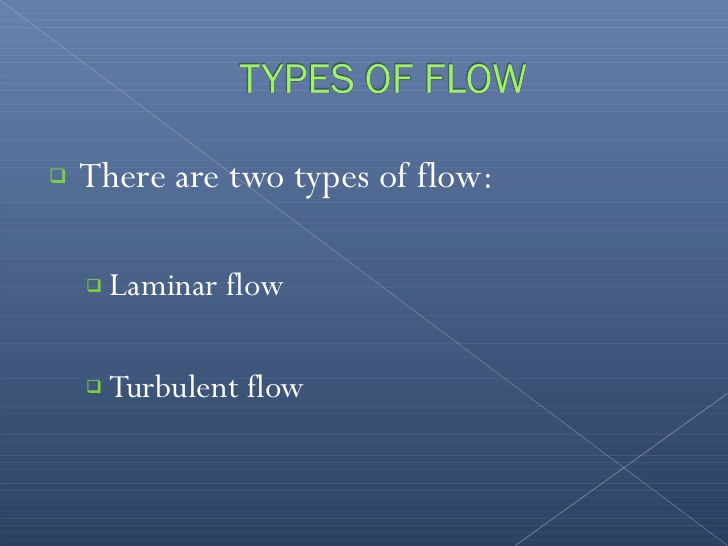 TYPES OF FLOW
There are two types of flow:
Laminar flow
Turbulent flow